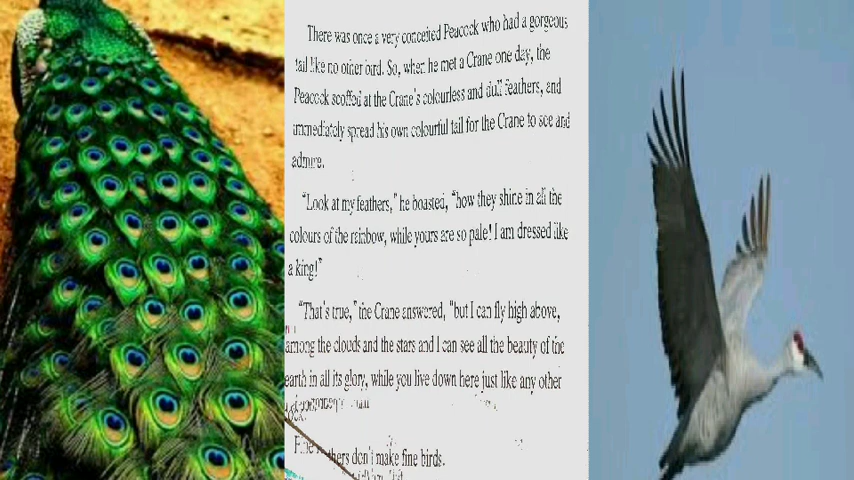 There was once a very conceited Peacock who had a gorgeous
tail like no other bird. So, when he met a Crane one day, the
Peacock scoffed at the Crane's colourless and dull feathers, and
immediately spread his own colourful tail for the Crane to see and
admire.
"Look at my feathers," he boasted, "how they shine in all the
colours of the rainbow, while yours are so pale! I am dressed like
a king!"
"That's true," the Crane answered, "but I can fly high above,
among the clouds and the stars and I can see all the beauty of the
earth in all its glory, while you live down here just like any other
Fine feathers don't make fine birds.